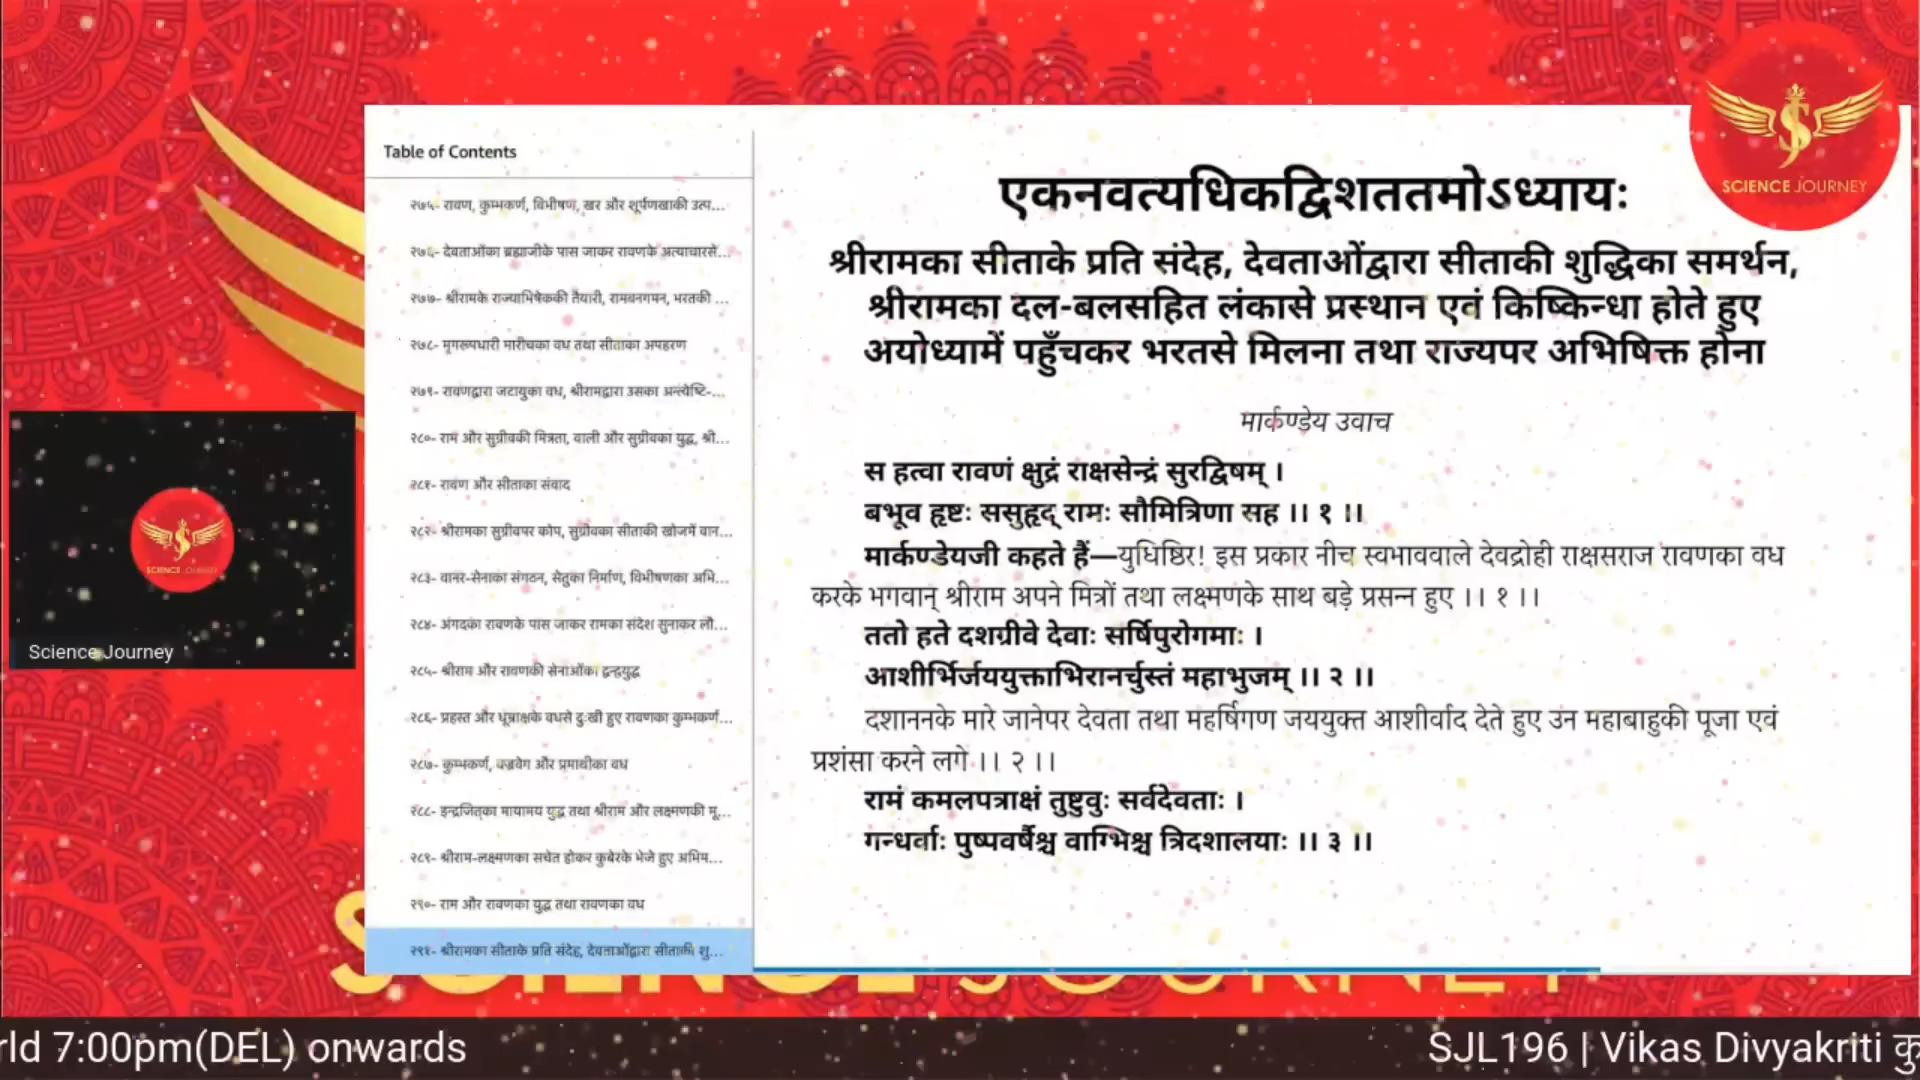 SCIENCE JOURNEY
Table of Contents
२७५- रावण, कुम्भकर्ण, विभीषण, खर और शूर्पणखाकी उत्प...
२७६- देवताओंका ब्रह्माजीके पास जाकर रावणके अत्याचारसे...
२७७- श्रीरामके राज्याभिषेककी तैयारी, रामवनगमन, भरतकी ...
२७८- मृगरूपधारी मारीचका वध तथा सीताका अपहरण
२७९- रावणद्वारा जटायुका वध, श्रीरामद्वारा उसका अन्त्येष्टि-...
२८०- राम और सुग्रीवकी मित्रता, वाली और सुग्रीवका युद्ध, श्री...
२८१- रावण और सीताका संवाद
२८२- श्रीरामका सुग्रीवपर कोप, सुग्रीवका सीताकी खोजमें वान...
२८३- वानर-सेनाका संगठन, सेतुका निर्माण, विभीषणका अभि...
२८४- अंगदका रावणके पास जाकर रामका संदेश सुनाकर लौ...
२८५- श्रीराम और रावणकी सेनाओंका द्वन्द्वयुद्ध
२८६- प्रहस्त और धूम्राक्षके वधसे दुःखी हुए रावणका कुम्भकर्ण...
२८७- कुम्भकर्ण, वज्रवेग और प्रमाथीका वध
२८८- इन्द्रजित्‌का मायामय युद्ध तथा श्रीराम और लक्ष्मणकी मू...
२८९- श्रीराम-लक्ष्मणका सचेत होकर कुबेरके भेजे हुए अभिम...
२९०- राम और रावणका युद्ध तथा रावणका वध
२९१- श्रीरामका सीताके प्रति संदेह, देवताओंद्वारा सीताकी शु...
एकनवत्यधिकद्विशततमोऽध्यायः
श्रीरामका सीताके प्रति संदेह, देवताओंद्वारा सीताकी शुद्धिका समर्थन,
श्रीरामका दल-बलसहित लंकासे प्रस्थान एवं किष्किन्धा होते हुए
अयोध्यामें पहुँचकर भरतसे मिलना तथा राज्यपर अभिषिक्त होना
मार्कण्डेय उवाच
स हत्वा रावणं क्षुद्रं राक्षसेन्द्रं सुरद्विषम् ।
बभूव हृष्टः ससुहृद् रामः सौमित्रिणा सह ।। १ ।।
मार्कण्डेयजी कहते हैं—युधिष्ठिर! इस प्रकार नीच स्वभाववाले देवद्रोही राक्षसराज रावणका वध
करके भगवान् श्रीराम अपने मित्रों तथा लक्ष्मणके साथ बड़े प्रसन्न हुए ।। १ ।।
ततो हते दशग्रीवे देवाः सर्षिपुरोगमाः ।
आशीर्भिर्जययुक्ताभिरानर्चुस्तं महाभुजम् ।। २ ।।
दशाननके मारे जानेपर देवता तथा महर्षिगण जययुक्त आशीर्वाद देते हुए उन महाबाहुकी पूजा एवं
प्रशंसा करने लगे ।। २ ।।
रामं कमलपत्राक्षं तुष्टुवुः सर्वदेवताः ।
गन्धर्वाः पुष्पवर्षैश्च वाग्भिश्च त्रिदशालयाः ।। ३ ।।
SCIENCE JOURNEY
Science Journey
SCIENCE JOURNEY
rld 7:00pm(DEL) onwards
SJL196 | Vikas Divyakriti कु